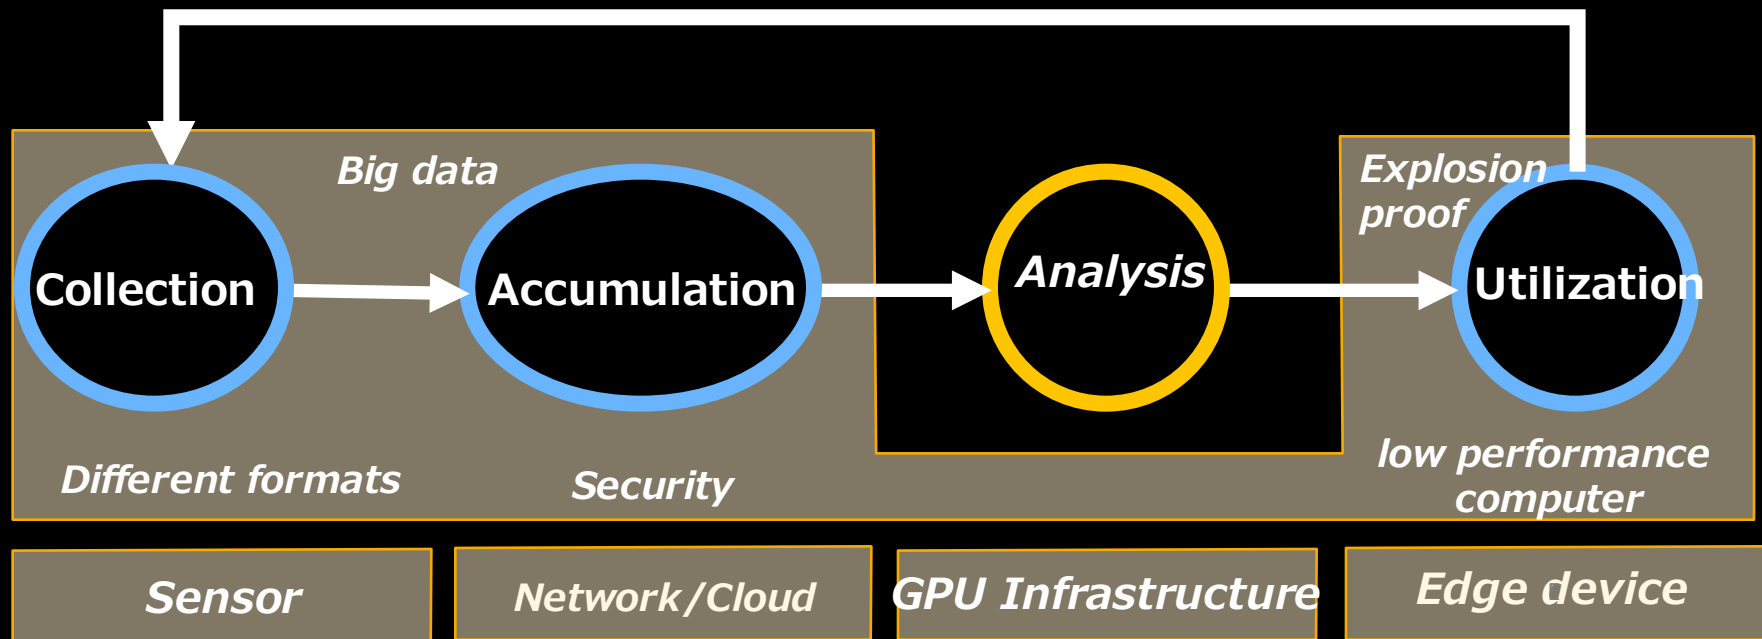 Big data
Explosion
proof
Collection
Accumulation
Analysis
Utilization
Different formats
Security
low performance
computer
Sensor
Network/Cloud
GPU Infrastructure
Edge device